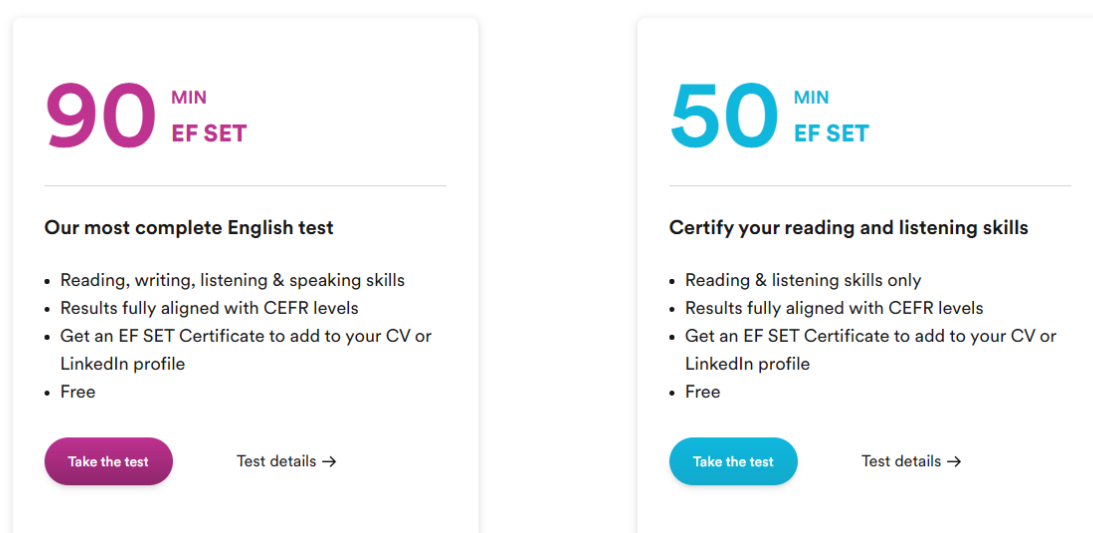 90 MIN
EF SET
Our most complete English test
• Reading, writing, listening & speaking skills
• Results fully aligned with CEFR levels
• Get an EF SET Certificate to add to your CV or
LinkedIn profile
• Free
Take the test
Test details →
50 MIN
EF SET
Certify your reading and listening skills
• Reading & listening skills only
• Results fully aligned with CEFR levels
• Get an EF SET Certificate to add to your CV or
LinkedIn profile
• Free
Take the test
Test details →